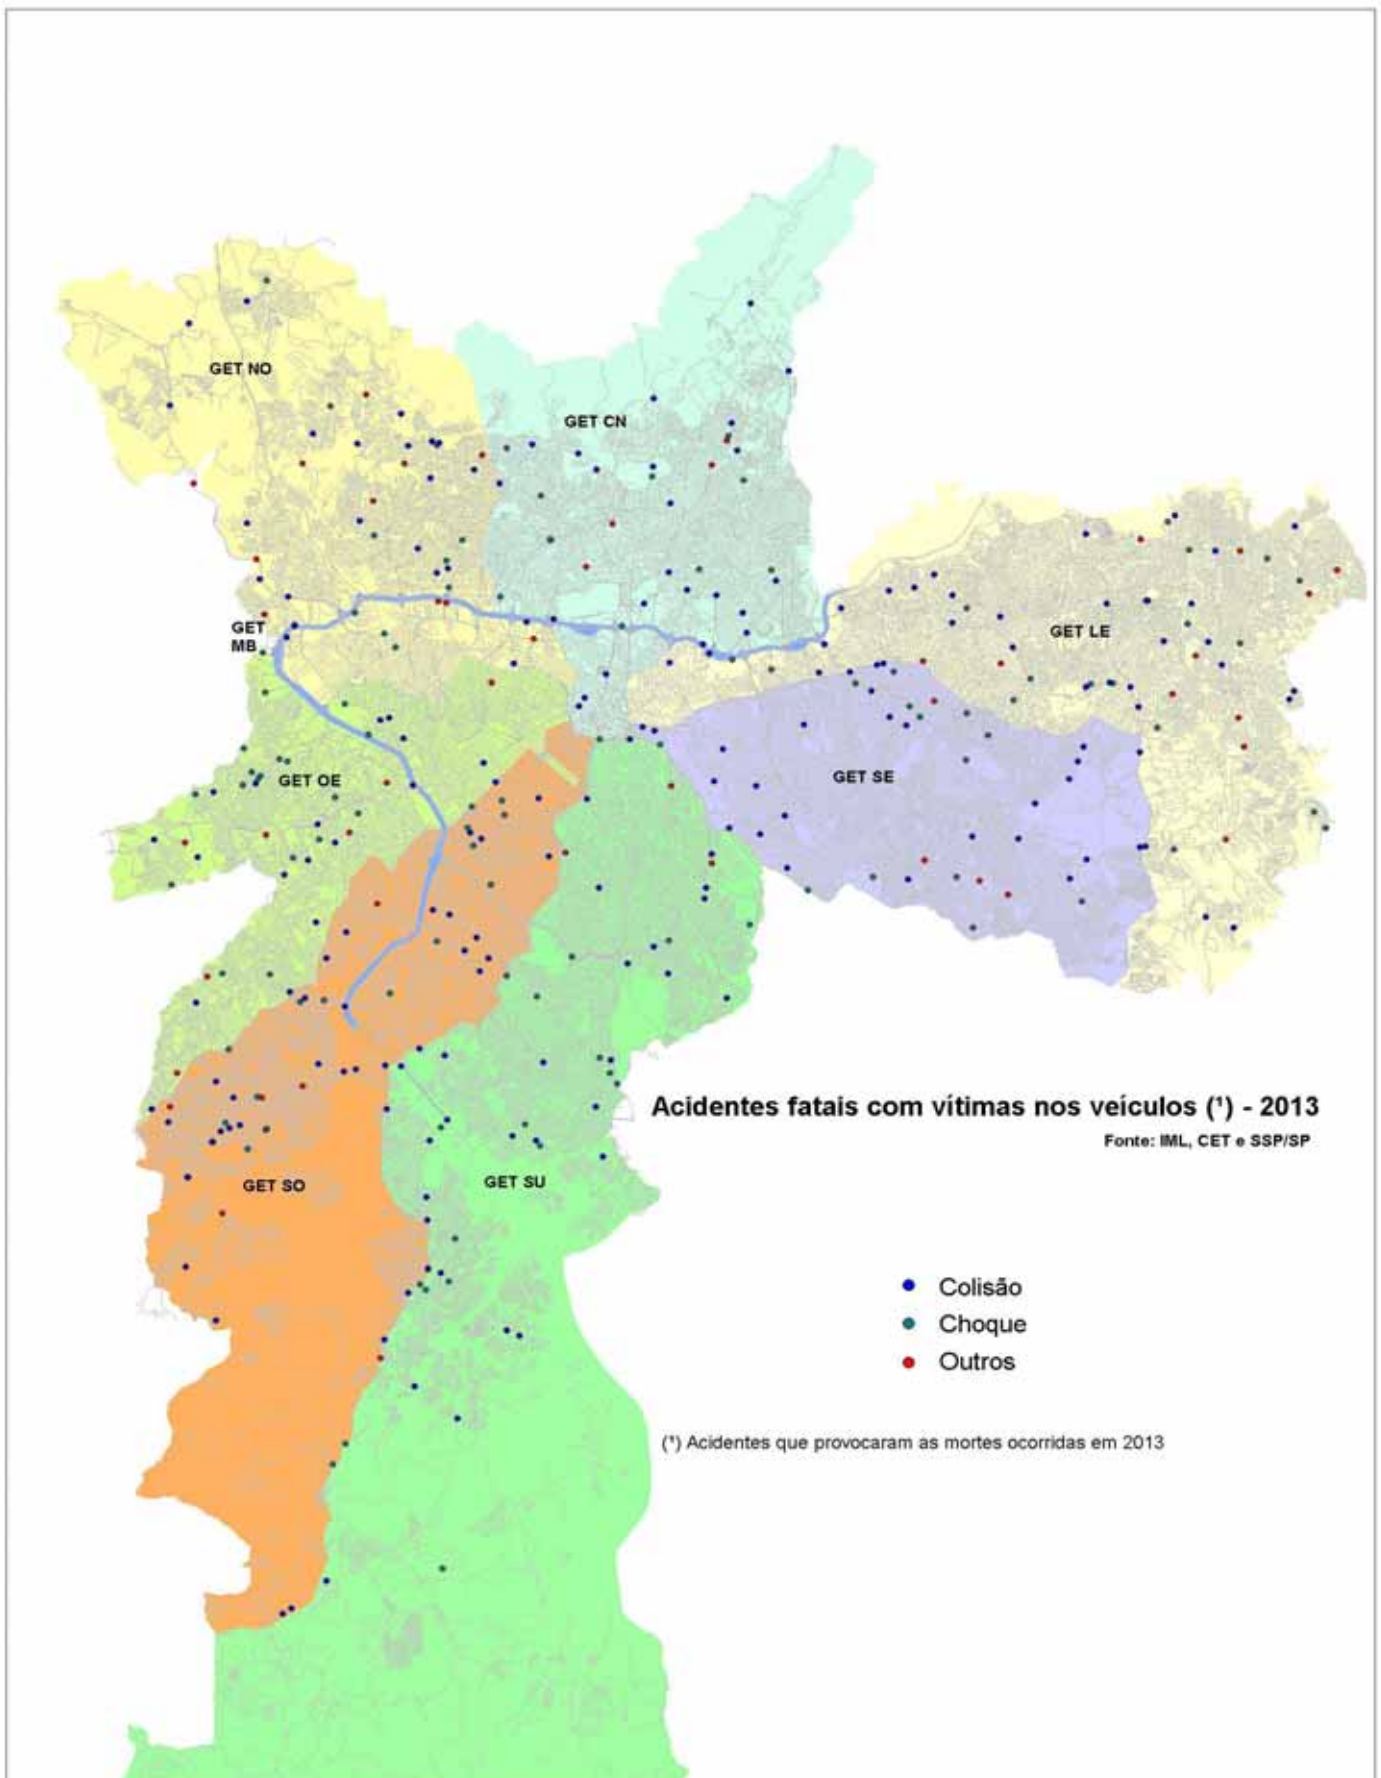 GET NO
GET CN
GET
MB
GET LE
GET OE
GET SE
Acidentes fatais com vítimas nos veículos (¹) - 2013
Fonte: IML, CET e SSP/SP
GET SO
GET SU
Colisão
Choque
Outros
(¹) Acidentes que provocaram as mortes ocorridas em 2013